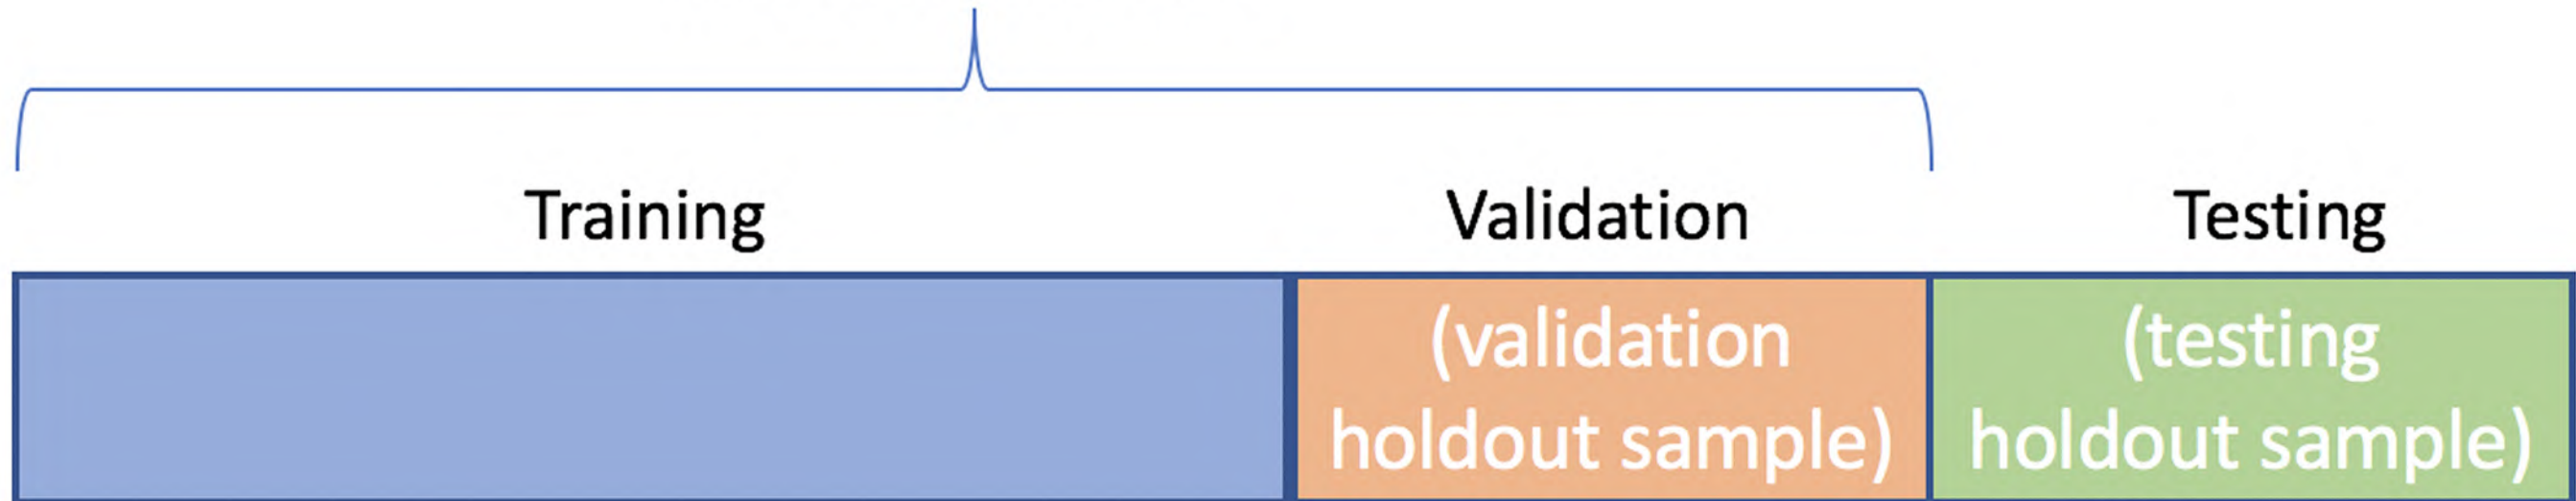 Training
Validation
Testing
(validation
holdout sample)
(testing
holdout sample)